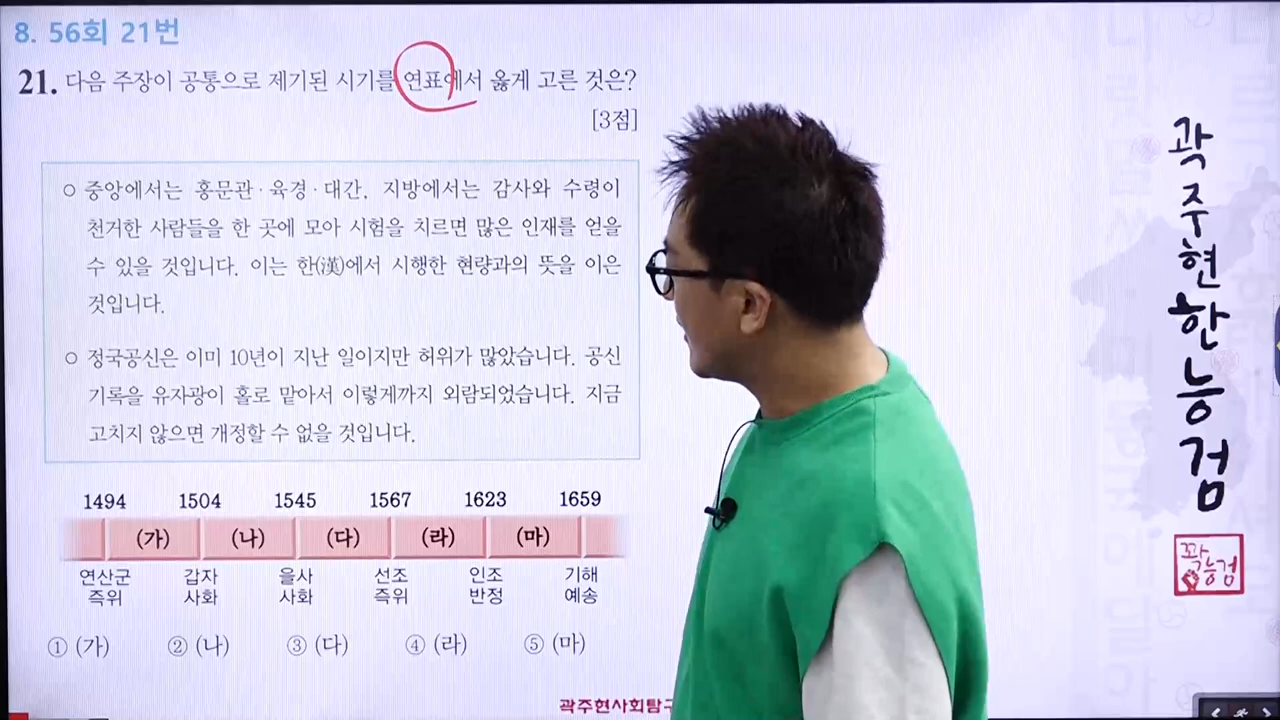 8. 56회 21번
21. 다음 주장이 공통으로 제기된 시기를 연표에서 옳게 고른 것은?
[3점]
○ 중앙에서는 홍문관·육경·대간, 지방에서는 감사와 수령이
천거한 사람들을 한 곳에 모아 시험을 치르면 많은 인재를 얻을
수 있을 것입니다. 이는 한(漢)에서 시행한 현량과의 뜻을 이은
것입니다.
○ 정국공신은 이미 10년이 지난 일이지만 허위가 많았습니다. 공신
기록을 유자광이 홀로 맡아서 이렇게까지 외람되었습니다. 지금
고치지 않으면 개정할 수 없을 것입니다.
1494 1504 1545 1567 1623 1659
(가) (나) (다) (라) (마)
연산군 갑자 을사 선조 인조 기해
즉위 사화 사화 즉위 반정 예송
① (가) ② (나) ③ (다) ④ (라) ⑤ (마)
곽주현사회탐구
곽주현한능검
꽉능검